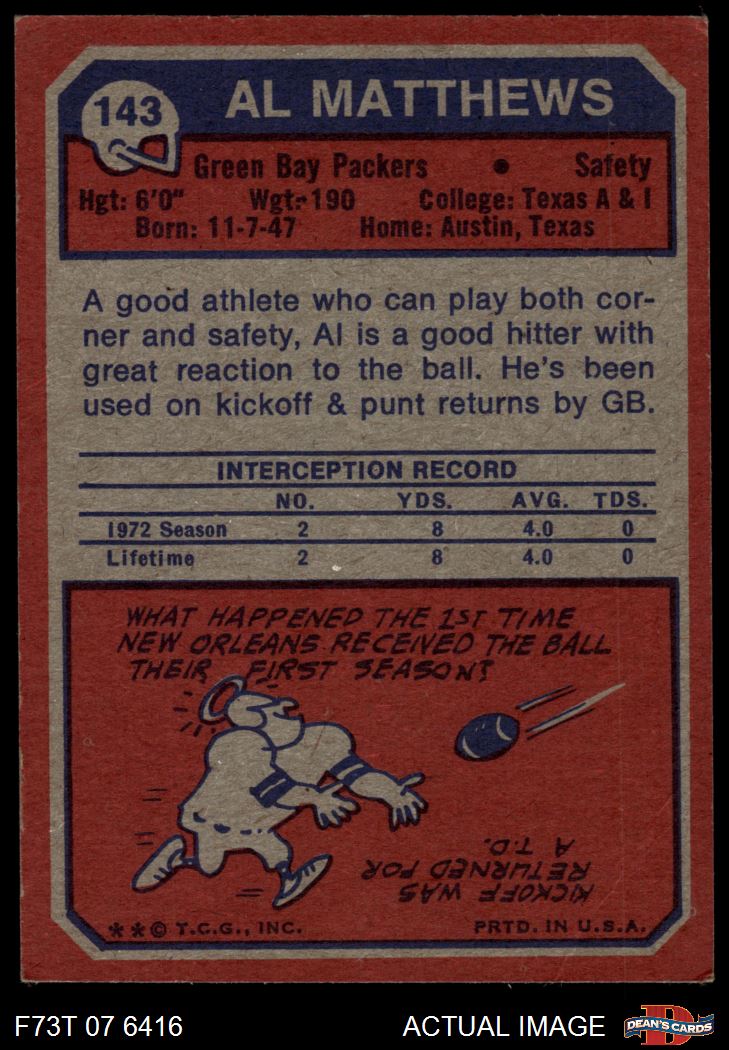 143
AL MATTHEWS
Green Bay Packers • Safety
Hgt: 6'0" Wgt: 190 College: Texas A & I
Born: 11-7-47 Home: Austin, Texas
A good athlete who can play both cor-
ner and safety, Al is a good hitter with
great reaction to the ball. He's been
used on kickoff & punt returns by GB.
INTERCEPTION RECORD
NO. YDS. AVG. TDS.
1972 Season 2 8 4.0 0
Lifetime 2 8 4.0 0
WHAT HAPPENED THE 1ST TIME
NEW ORLEANS RECEIVED THE BALL
THEIR FIRST SEASON?
KICKOFF WAS
RETURNED FOR
A T.D.
**© T.C.G., INC. PRTD. IN U.S.A.
F73T 07 6416 ACTUAL IMAGE
D
DEAN'S CARDS